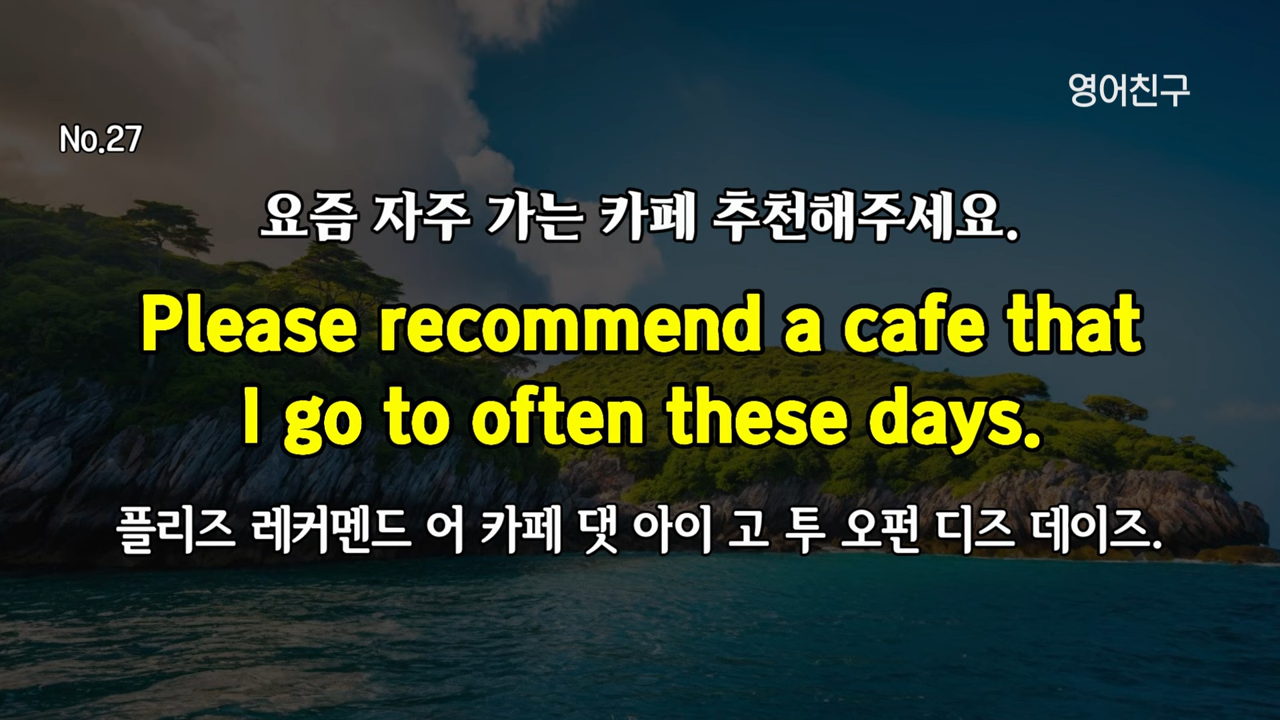 영어친구
No.27
요즘 자주 가는 카페 추천해주세요.
Please recommend a cafe that
I go to often these days.
플리즈 레커멘드 어 카페 댓 아이 고 투 오펀 디즈 데이즈.